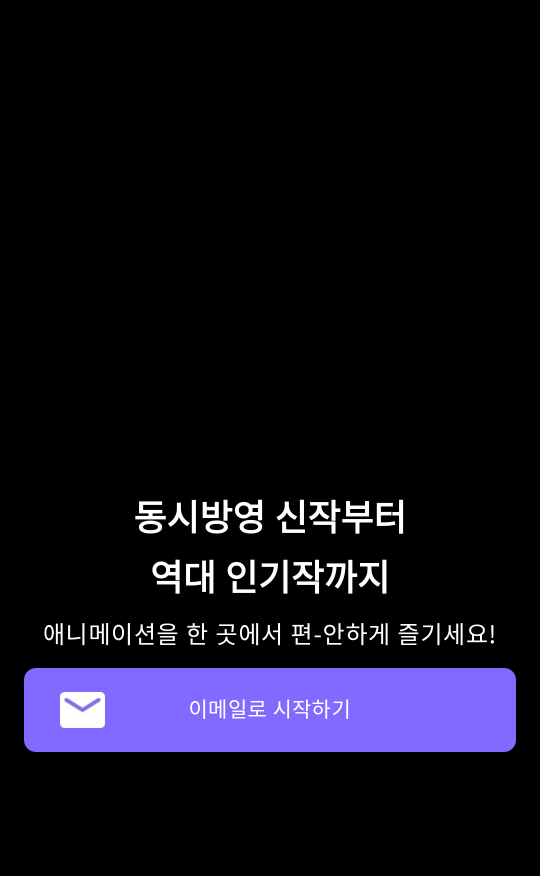 동시방영 신작부터
역대 인기작까지
애니메이션을 한 곳에서 편-안하게 즐기세요!
이메일로 시작하기